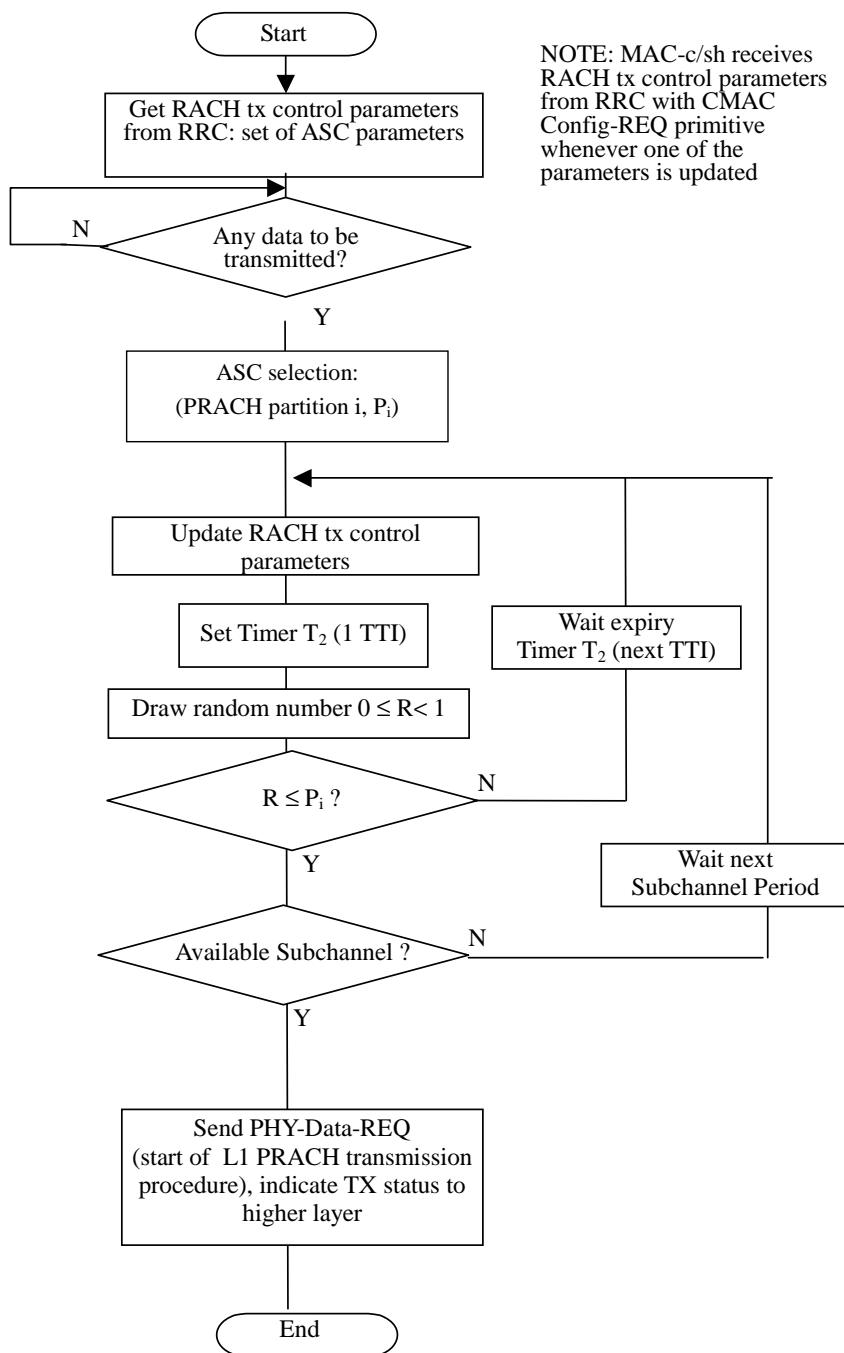 Start
NOTE: MAC-c/sh receives
RACH tx control parameters
from RRC with CMAC
Config-REQ primitive
whenever one of the
parameters is updated
Get RACH tx control parameters
from RRC: set of ASC parameters
N
Any data to be
transmitted?
Y
ASC selection:
(PRACH partition i, Pᵢ)
Update RACH tx control
parameters
Set Timer T₂ (1 TTI)
Wait expiry
Timer T₂ (next TTI)
Draw random number 0 ≤ R< 1
R ≤ Pᵢ ?
N
Y
Wait next
Subchannel Period
Available Subchannel ?
N
Y
Send PHY-Data-REQ
(start of L1 PRACH transmission
procedure), indicate TX status to
higher layer
End